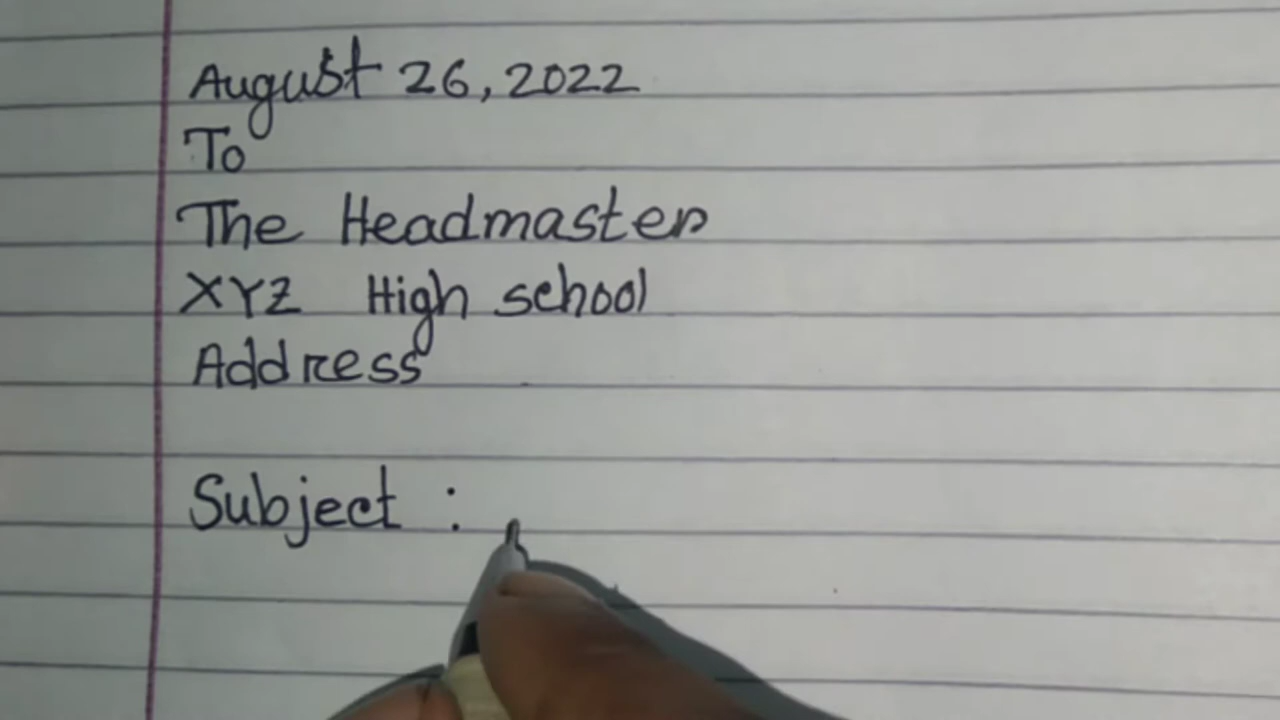 August 26, 2022
To
The Headmaster
XYZ High school
Address
Subject :